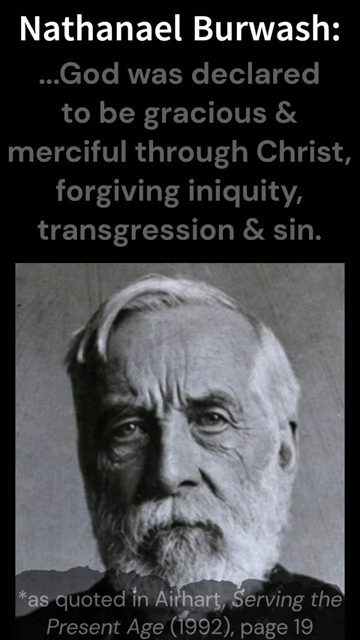 Nathanael Burwash:
...God was declared
to be gracious &
merciful through Christ,
forgiving iniquity,
transgression & sin.
*as quoted in Airhart, Serving the
Present Age (1992), page 19